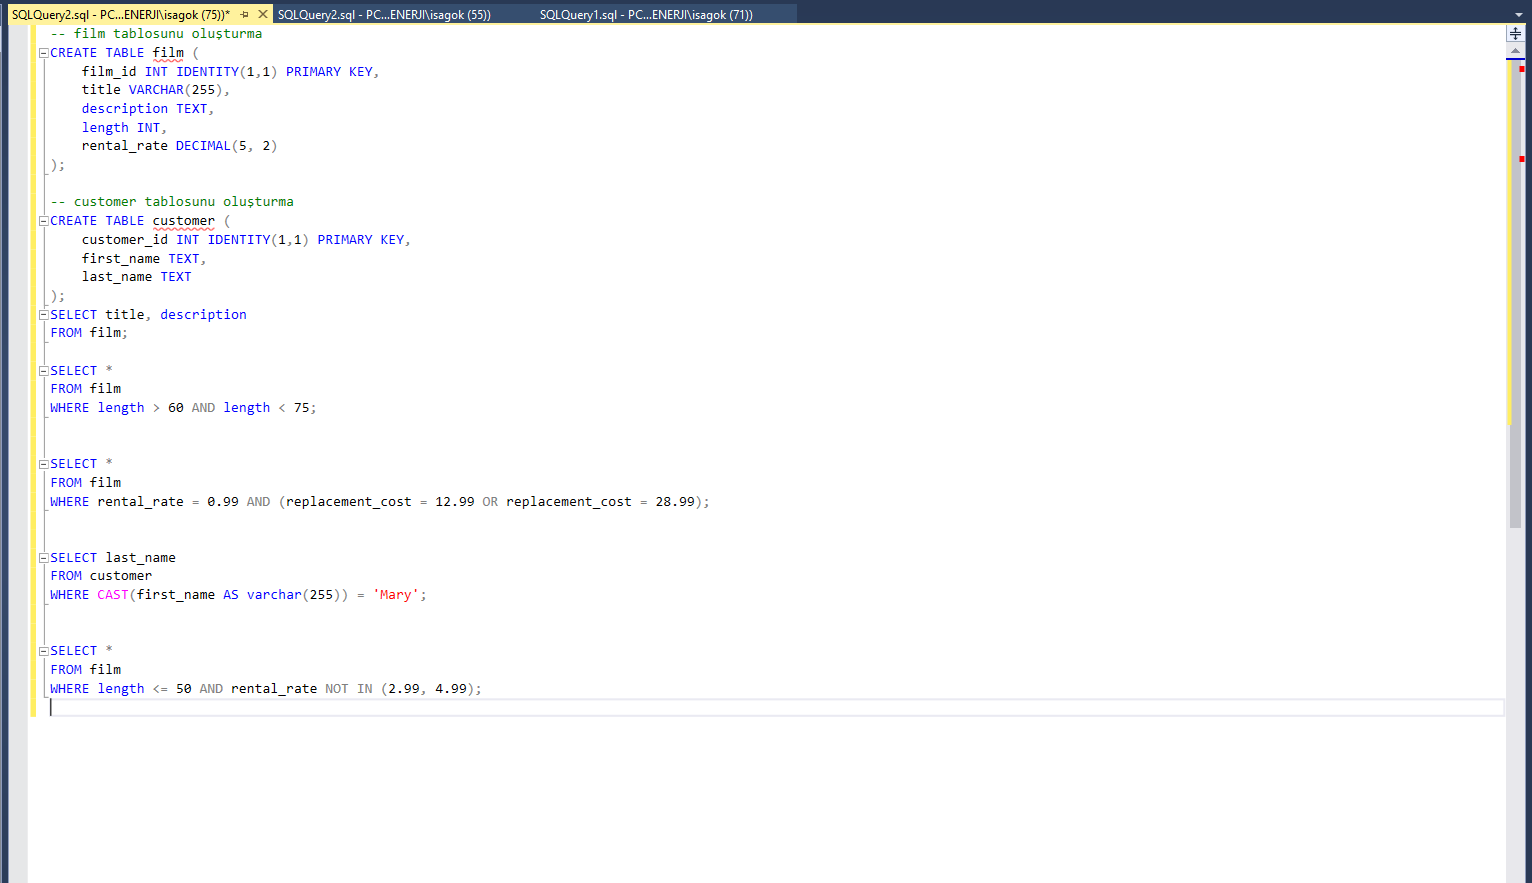 SQLQuery2.sql - PC...ENERJI\isagok (75))* SQLQuery2.sql - PC...ENERJI\isagok (55)) SQLQuery1.sql - PC...ENERJI\isagok (71))
-- film tablosunu oluşturma
CREATE TABLE film (
    film_id INT IDENTITY(1,1) PRIMARY KEY,
    title VARCHAR(255),
    description TEXT,
    length INT,
    rental_rate DECIMAL(5, 2)
);
-- customer tablosunu oluşturma
CREATE TABLE customer (
    customer_id INT IDENTITY(1,1) PRIMARY KEY,
    first_name TEXT,
    last_name TEXT
);
SELECT title, description
FROM film;
SELECT *
FROM film
WHERE length > 60 AND length < 75;
SELECT *
FROM film
WHERE rental_rate = 0.99 AND (replacement_cost = 12.99 OR replacement_cost = 28.99);
SELECT last_name
FROM customer
WHERE CAST(first_name AS varchar(255)) = 'Mary';
SELECT *
FROM film
WHERE length <= 50 AND rental_rate NOT IN (2.99, 4.99);